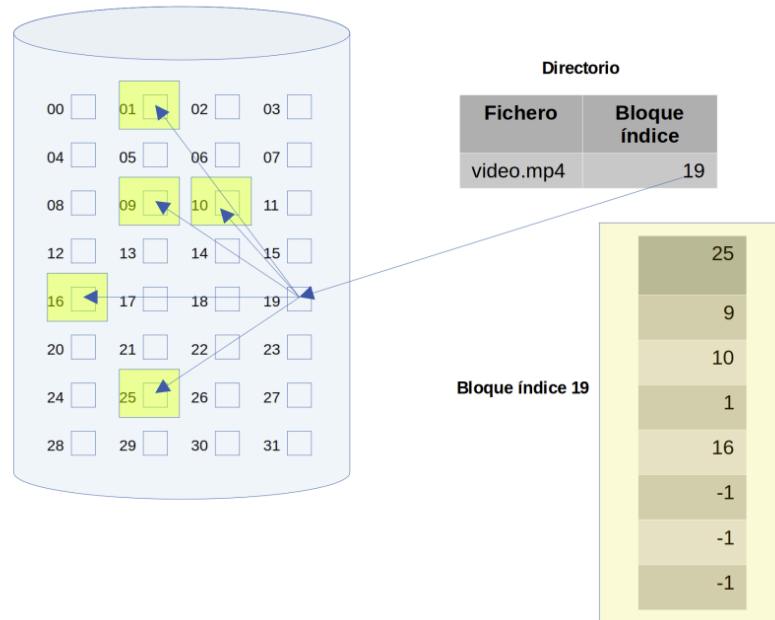 Directorio
Fichero Bloque índice
video.mp4 19
00 01 02 03
04 05 06 07
08 09 10 11
12 13 14 15
16 17 18 19
20 21 22 23
24 25 26 27
28 29 30 31
Bloque índice 19
25
9
10
1
16
-1
-1
-1